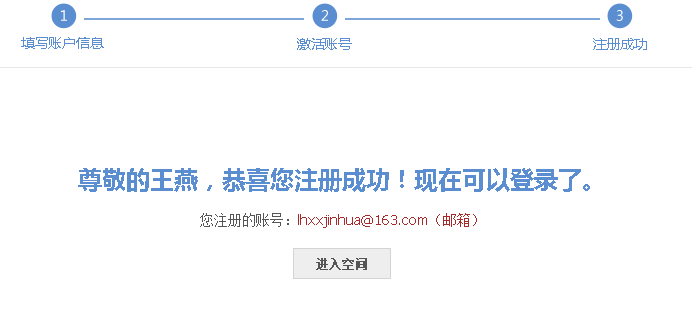 1 2 3
填写账户信息 激活账号 注册成功
尊敬的王燕，恭喜您注册成功！现在可以登录了。
您注册的账号：lhxxjinhua@163.com（邮箱）
进入空间